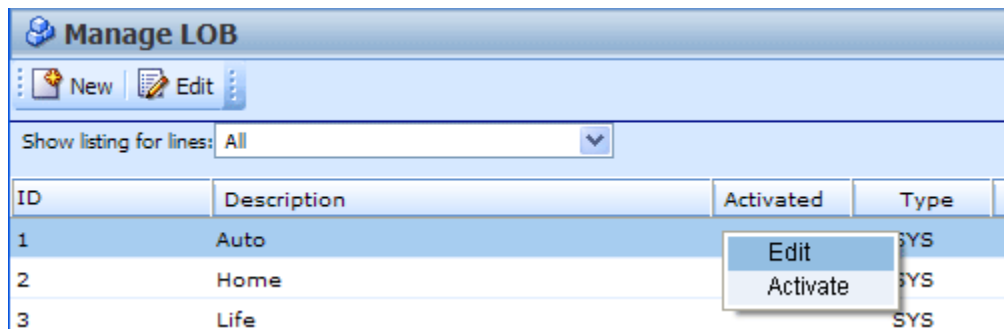 Manage LOB
New Edit
Show listing for lines: All
ID Description Activated Type
1 Auto SYS
Edit
2 Home SYS
Activate
3 Life SYS